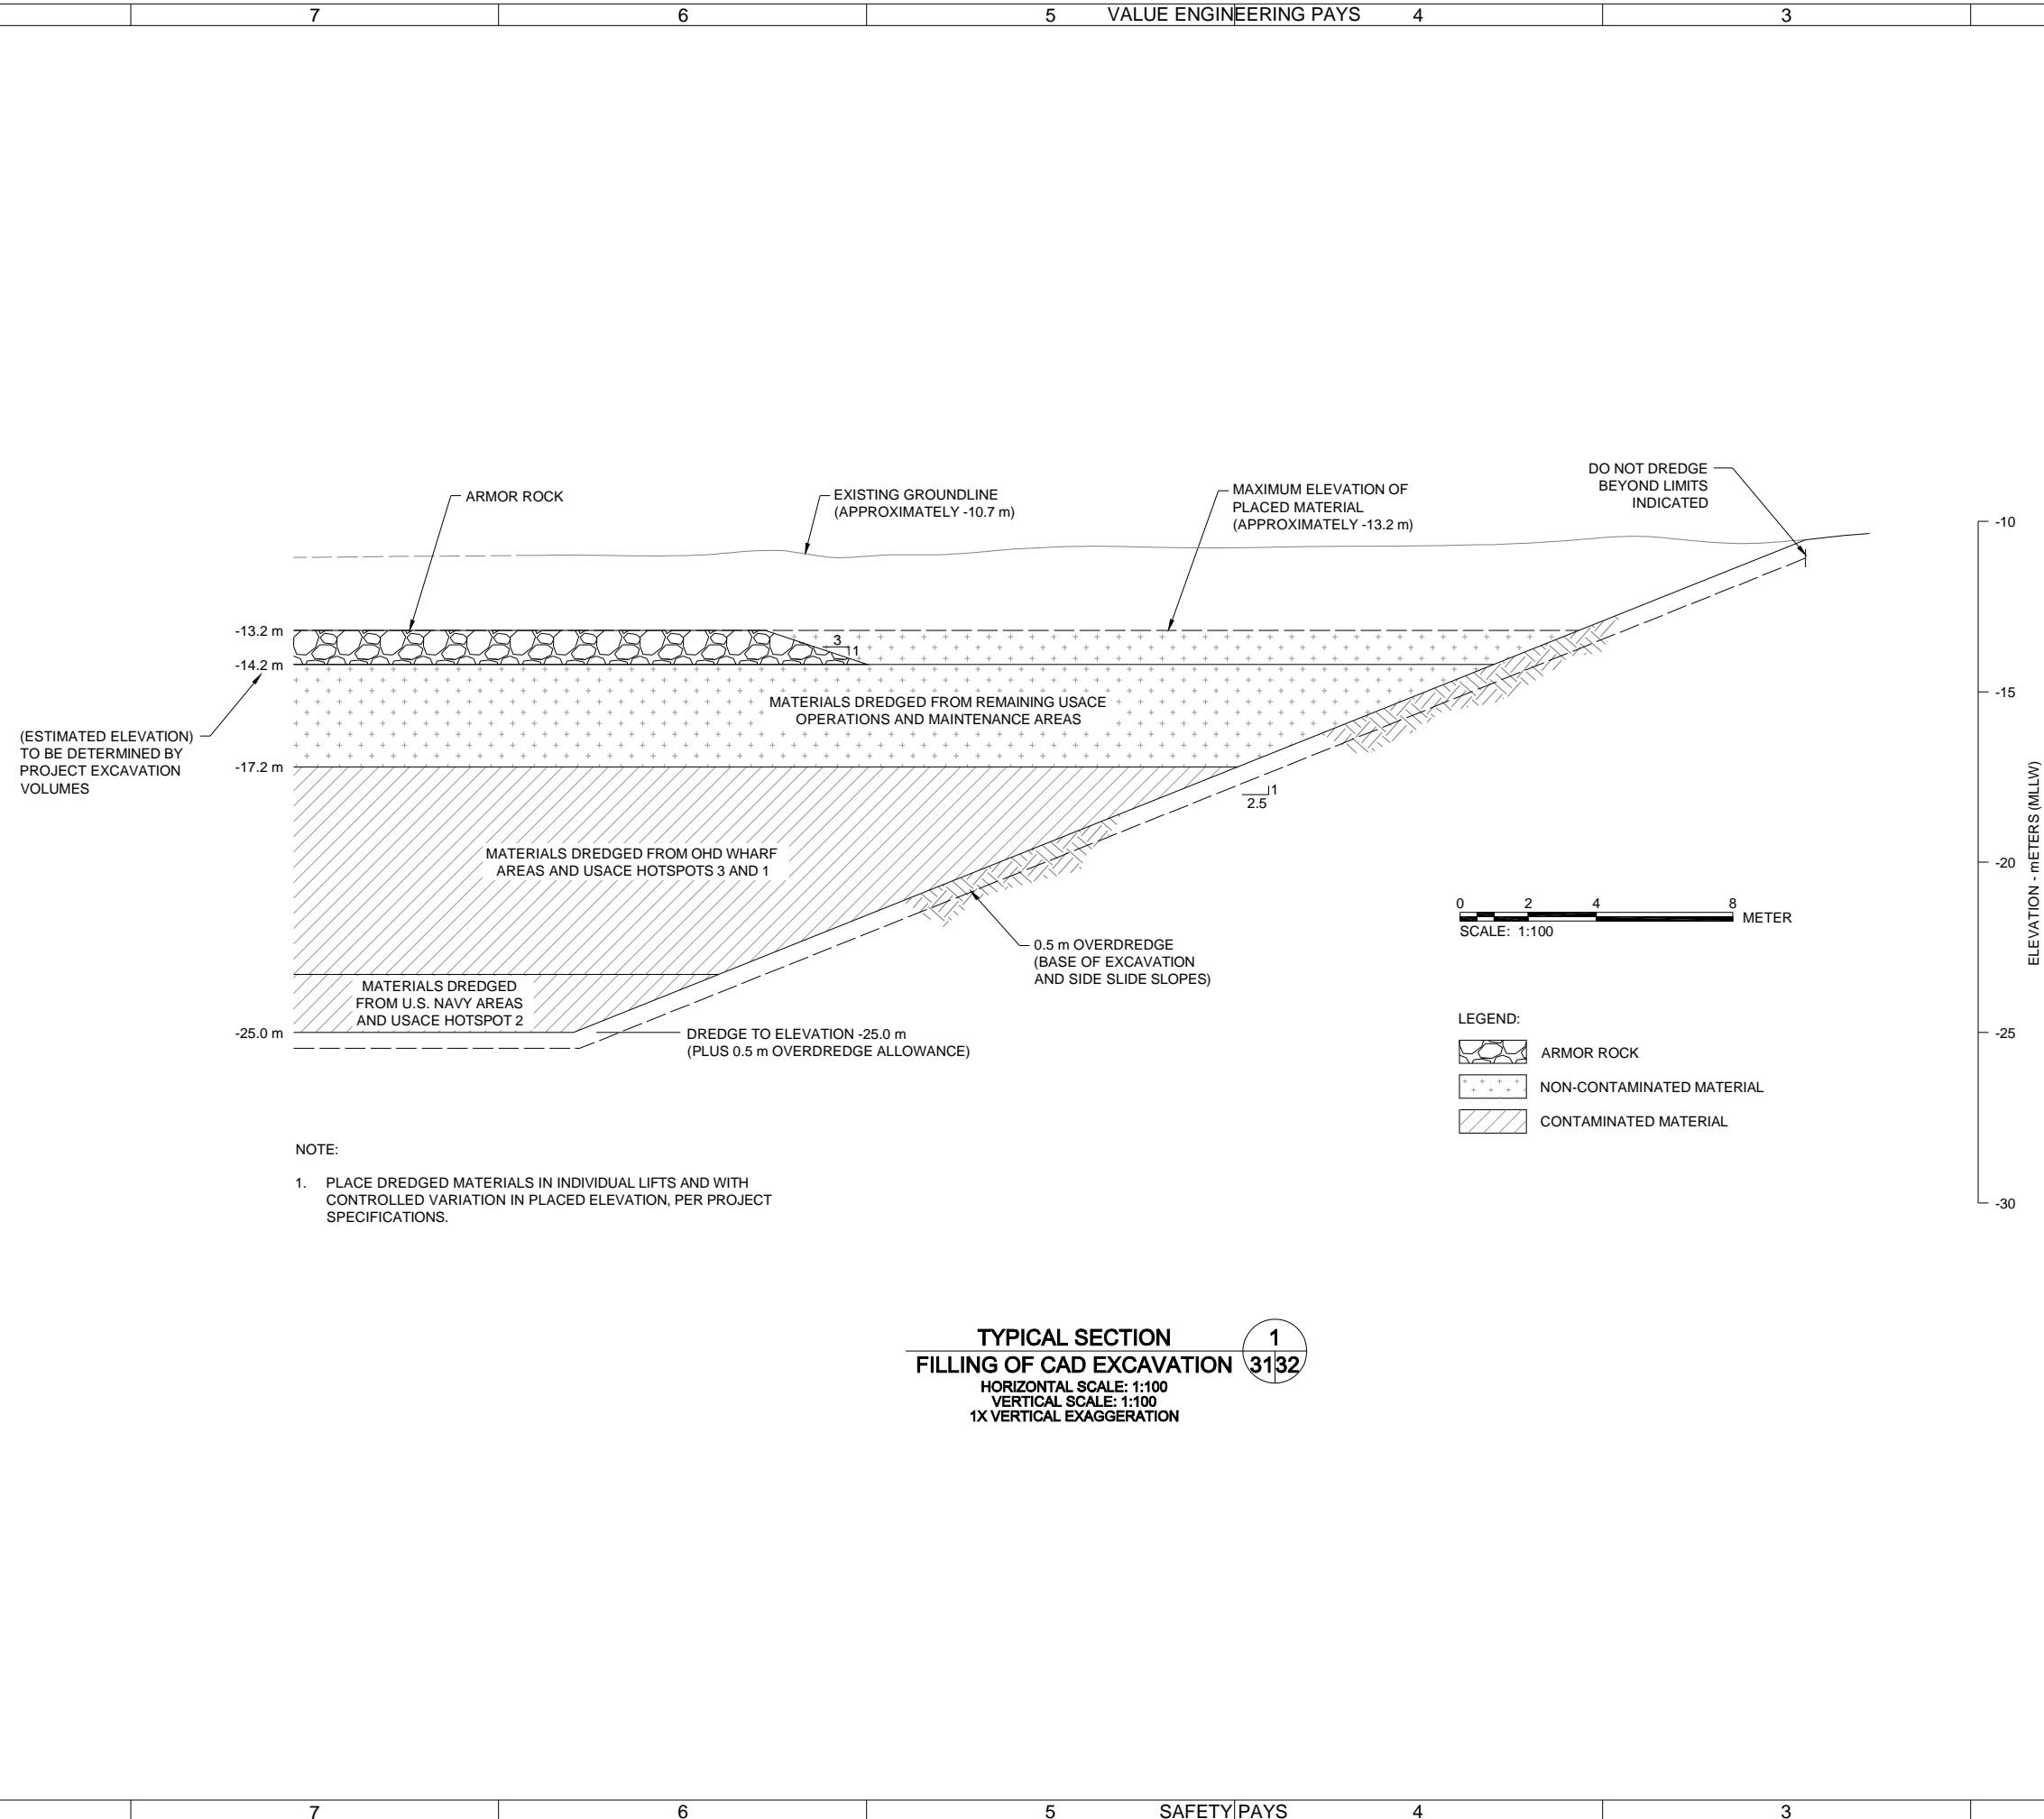 7 6 5 VALUE ENGINEERING PAYS 4 3
ARMOR ROCK
EXISTING GROUNDLINE
(APPROXIMATELY -10.7 m)
MAXIMUM ELEVATION OF
PLACED MATERIAL
(APPROXIMATELY -13.2 m)
DO NOT DREDGE
BEYOND LIMITS
INDICATED
-10
-13.2 m
3
1
-14.2 m
-15
MATERIALS DREDGED FROM REMAINING USACE
OPERATIONS AND MAINTENANCE AREAS
(ESTIMATED ELEVATION)
TO BE DETERMINED BY
PROJECT EXCAVATION
VOLUMES
-17.2 m
1
2.5
ELEVATION - mETERS (MLLW)
MATERIALS DREDGED FROM OHD WHARF
AREAS AND USACE HOTSPOTS 3 AND 1
-20
0 2 4 8
METER
SCALE: 1:100
0.5 m OVERDREDGE
(BASE OF EXCAVATION
AND SIDE SLIDE SLOPES)
MATERIALS DREDGED
FROM U.S. NAVY AREAS
AND USACE HOTSPOT 2
-25.0 m
DREDGE TO ELEVATION -25.0 m
(PLUS 0.5 m OVERDREDGE ALLOWANCE)
-25
LEGEND:
ARMOR ROCK
NON-CONTAMINATED MATERIAL
CONTAMINATED MATERIAL
-30
NOTE:
1. PLACE DREDGED MATERIALS IN INDIVIDUAL LIFTS AND WITH
CONTROLLED VARIATION IN PLACED ELEVATION, PER PROJECT
SPECIFICATIONS.
TYPICAL SECTION 1
FILLING OF CAD EXCAVATION 31 32
HORIZONTAL SCALE: 1:100
VERTICAL SCALE: 1:100
1X VERTICAL EXAGGERATION
7 6 5 SAFETY PAYS 4 3